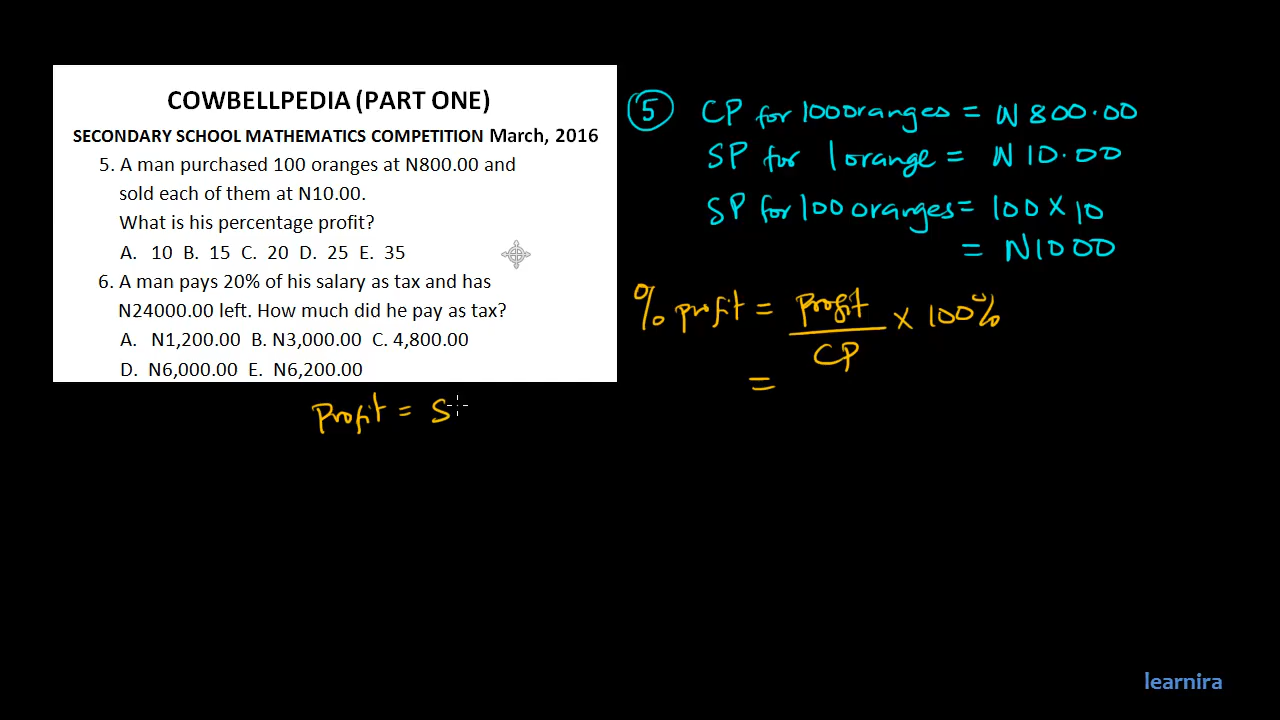 COWBELLPEDIA (PART ONE)
SECONDARY SCHOOL MATHEMATICS COMPETITION March, 2016
5. A man purchased 100 oranges at N800.00 and
sold each of them at N10.00.
What is his percentage profit?
A. 10 B. 15 C. 20 D. 25 E. 35
6. A man pays 20% of his salary as tax and has
N24000.00 left. How much did he pay as tax?
A. N1,200.00 B. N3,000.00 C. 4,800.00
D. N6,000.00 E. N6,200.00
Profit = S
5 CP for 100 oranges = ₦800.00
SP for 1 orange = ₦10.00
SP for 100 oranges = 100 × 10
= ₦1000
% profit = profit × 100%
CP
=
learnira